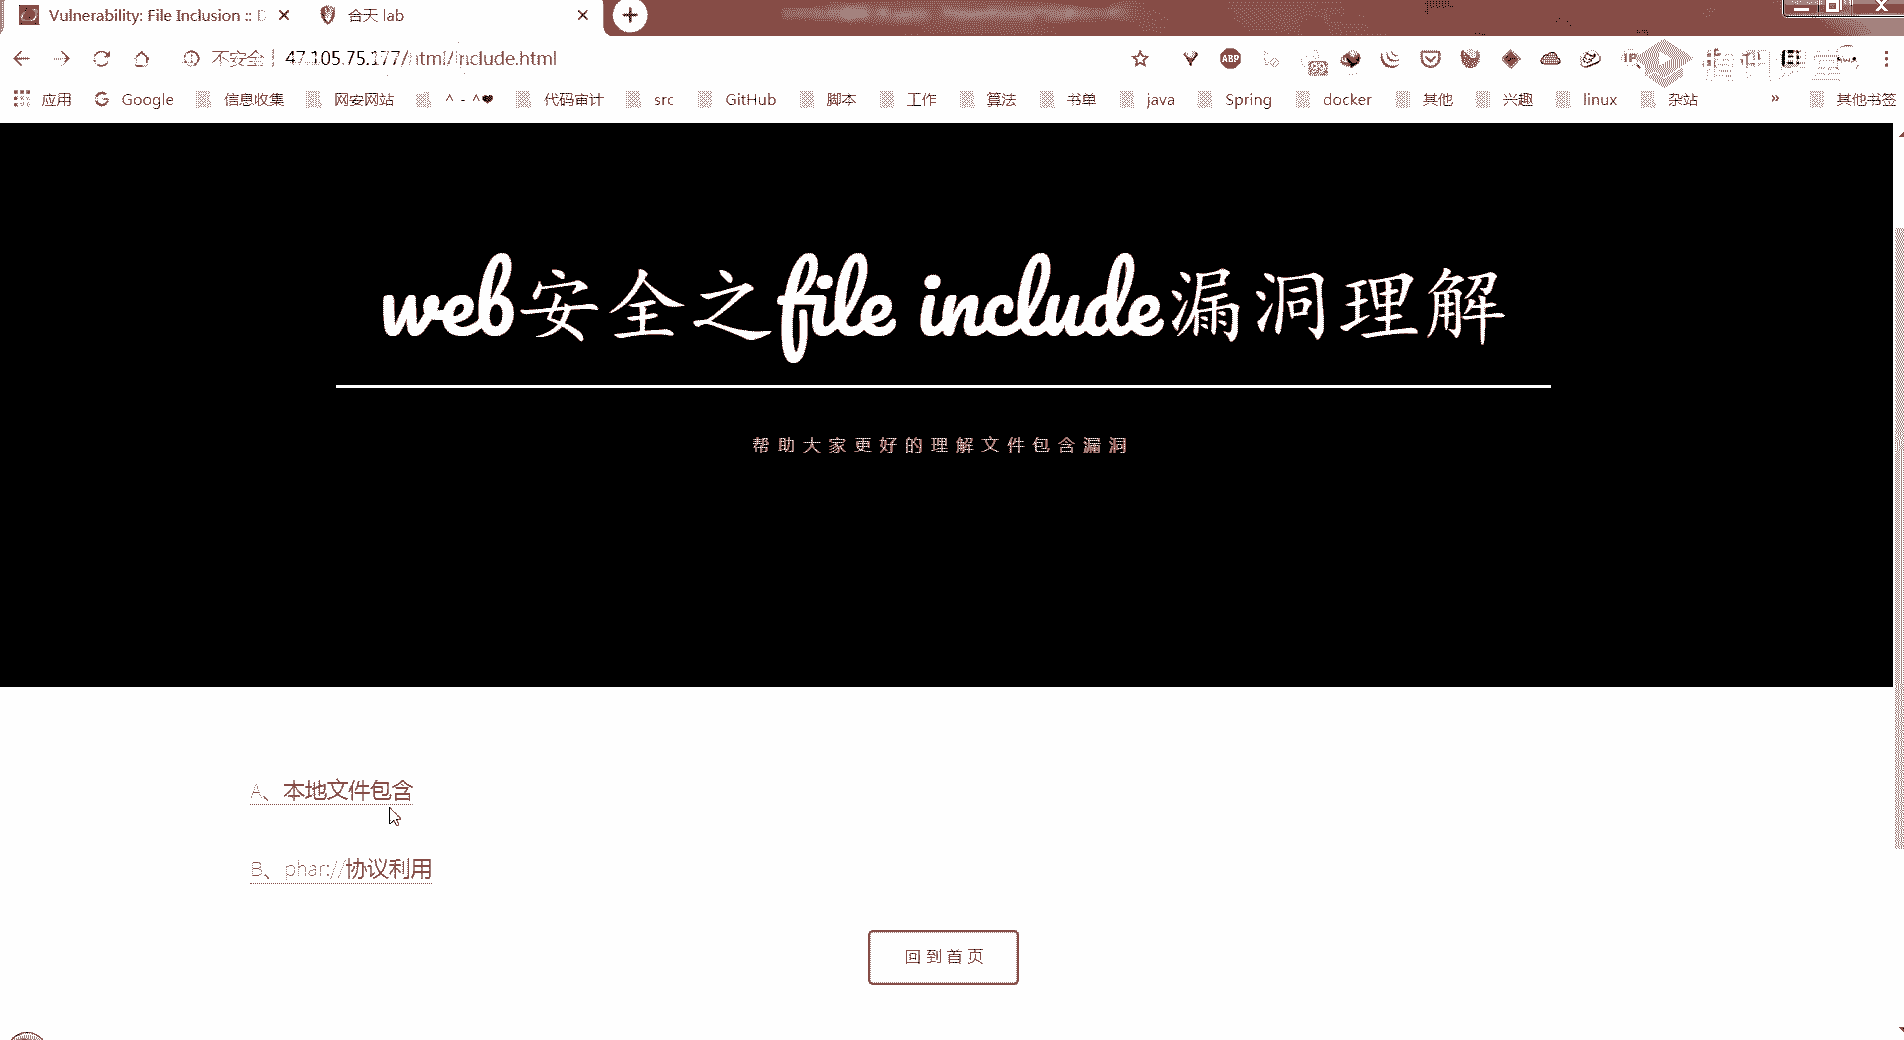 Vulnerability: File Inclusion :: D
合天 lab
不安全 | 47.105.75.177/html/include.html
ABP
应用 Google 信息收集 网安网站 ^ - ^❤ 代码审计 src GitHub 脚本 工作 算法 书单 java Spring docker 其他 兴趣 linux 杂站 » 其他书签
web安全之file include漏洞理解
帮助大家更好的理解文件包含漏洞
A、本地文件包含
B、phar://协议利用
回到首页